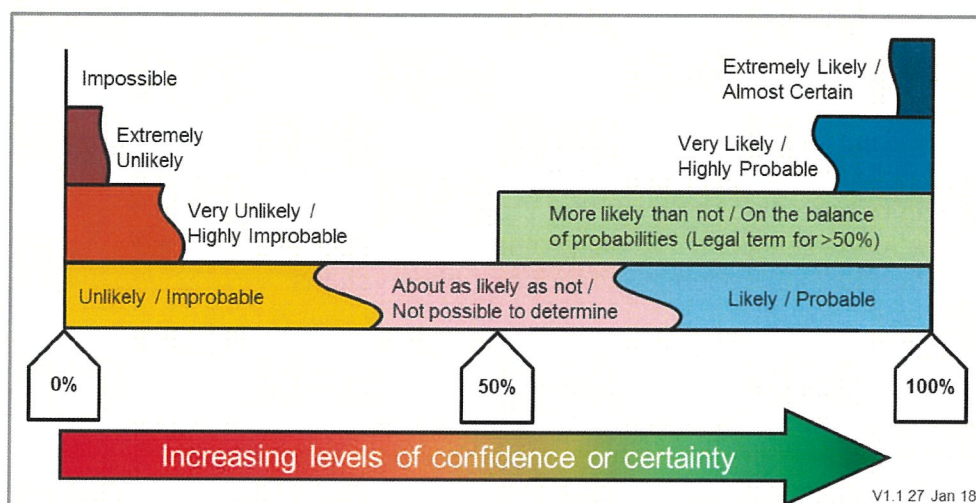 Impossible
Extremely Likely /
Almost Certain
Extremely
Unlikely
Very Likely /
Highly Probable
Very Unlikely /
Highly Improbable
More likely than not / On the balance
of probabilities (Legal term for >50%)
Unlikely / Improbable
About as likely as not /
Not possible to determine
Likely / Probable
0%
50%
100%
Increasing levels of confidence or certainty
V1.1 27 Jan 18